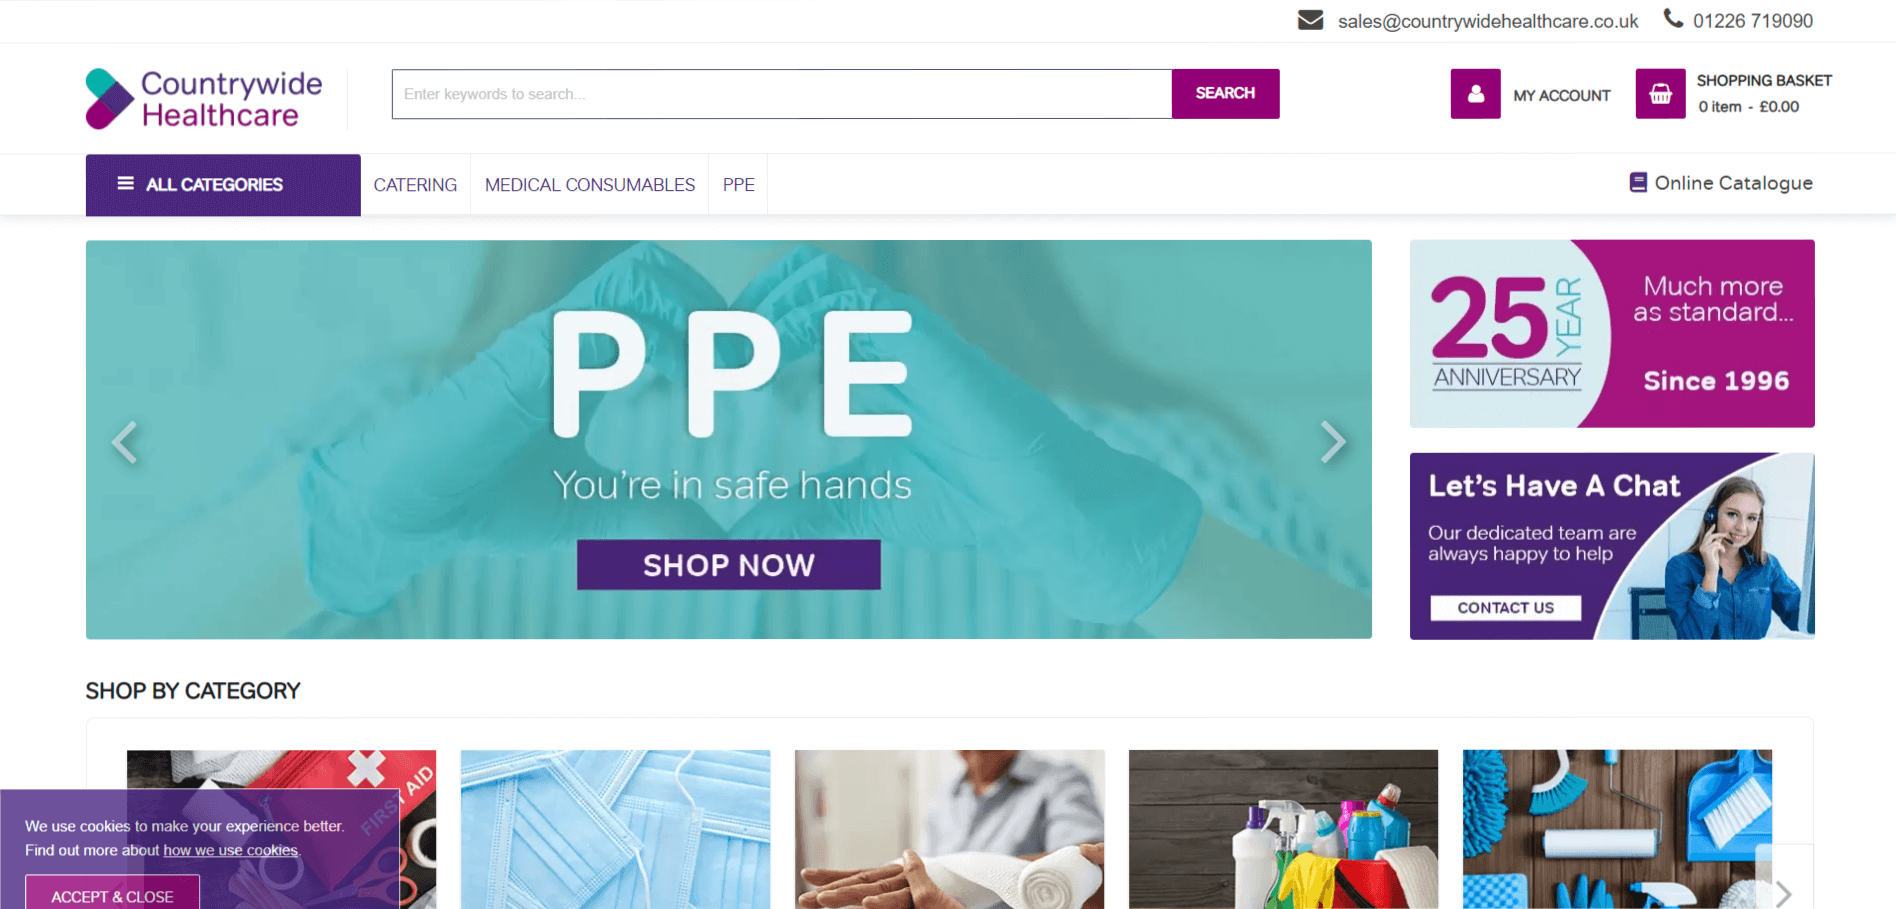 sales@countrywidehealthcare.co.uk 01226 719090
Countrywide
Healthcare
Enter keywords to search...
SEARCH
MY ACCOUNT
SHOPPING BASKET
0 item - £0.00
ALL CATEGORIES
CATERING
MEDICAL CONSUMABLES
PPE
Online Catalogue
PPE
You're in safe hands
SHOP NOW
25 YEAR
ANNIVERSARY
Much more
as standard...
Since 1996
Let's Have A Chat
Our dedicated team are
always happy to help
CONTACT US
SHOP BY CATEGORY
FIRST AID
We use cookies to make your experience better.
Find out more about how we use cookies.
ACCEPT & CLOSE